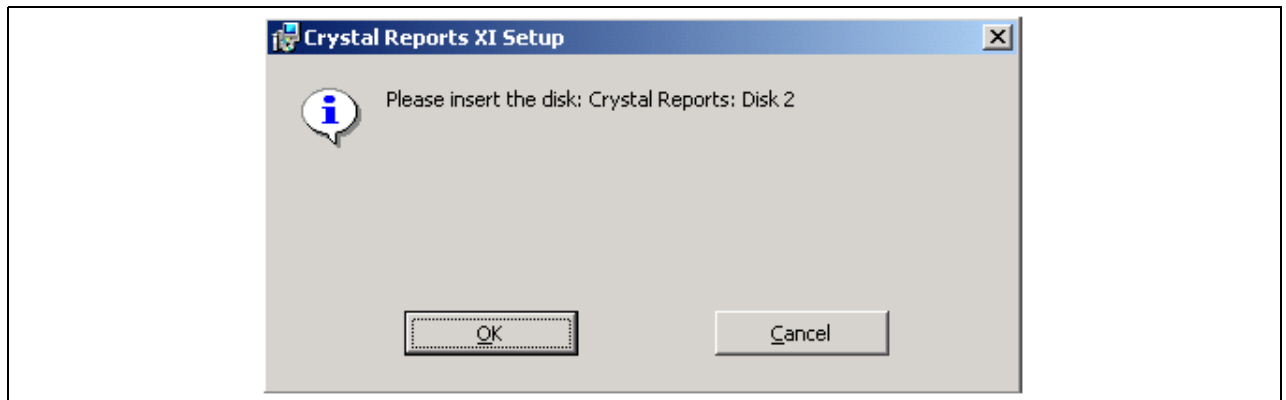 Crystal Reports XI Setup
Please insert the disk: Crystal Reports: Disk 2
OK
Cancel